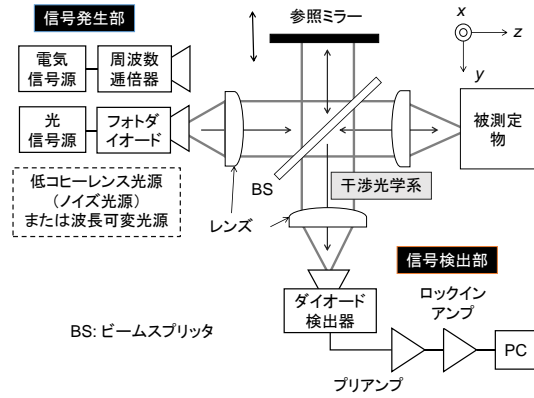 信号発生部
参照ミラー
x
z
y
電気
信号源
周波数
逓倍器
光
信号源
フォトダ
イオード
被測定
物
低コヒーレンス光源
(ノイズ光源)
または波長可変光源
BS
干渉光学系
レンズ
信号検出部
ダイオード
検出器
ロックイン
アンプ
BS: ビームスプリッタ
PC
プリアンプ